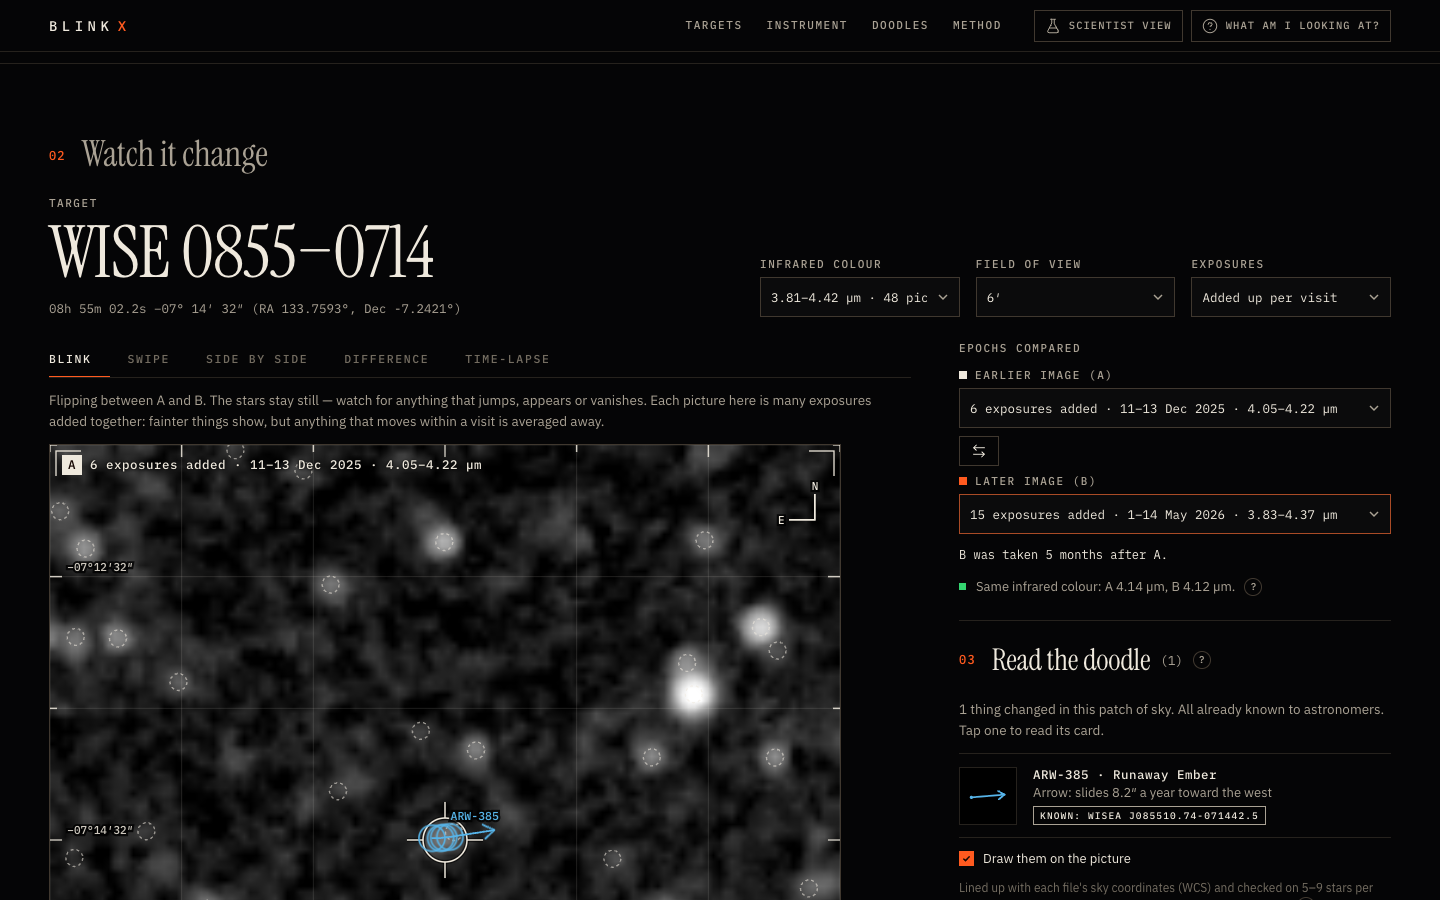 BLINK X
TARGETS
INSTRUMENT
DOODLES
METHOD
SCIENTIST VIEW
WHAT AM I LOOKING AT?
02 Watch it change
TARGET
WISE 0855−0714
08h 55m 02.2s −07° 14′ 32″ (RA 133.7593°, Dec -7.2421°)
INFRARED COLOUR
3.81–4.42 µm · 48 pic
FIELD OF VIEW
6′
EXPOSURES
Added up per visit
BLINK
SWIPE
SIDE BY SIDE
DIFFERENCE
TIME-LAPSE
Flipping between A and B. The stars stay still — watch for anything that jumps, appears or vanishes. Each picture here is many exposures
added together: fainter things show, but anything that moves within a visit is averaged away.
A 6 exposures added · 11–13 Dec 2025 · 4.05–4.22 µm
N
E
−07°12′32″
ARW-385
−07°14′32″
EPOCHS COMPARED
EARLIER IMAGE (A)
6 exposures added · 11–13 Dec 2025 · 4.05–4.22 µm
LATER IMAGE (B)
15 exposures added · 1–14 May 2026 · 3.83–4.37 µm
B was taken 5 months after A.
Same infrared colour: A 4.14 µm, B 4.12 µm. ?
03 Read the doodle (1) ?
1 thing changed in this patch of sky. All already known to astronomers.
Tap one to read its card.
ARW-385 · Runaway Ember
Arrow: slides 8.2″ a year toward the west
KNOWN: WISEA J085510.74-071442.5
Draw them on the picture
Lined up with each file's sky coordinates (WCS) and checked on 5–9 stars per